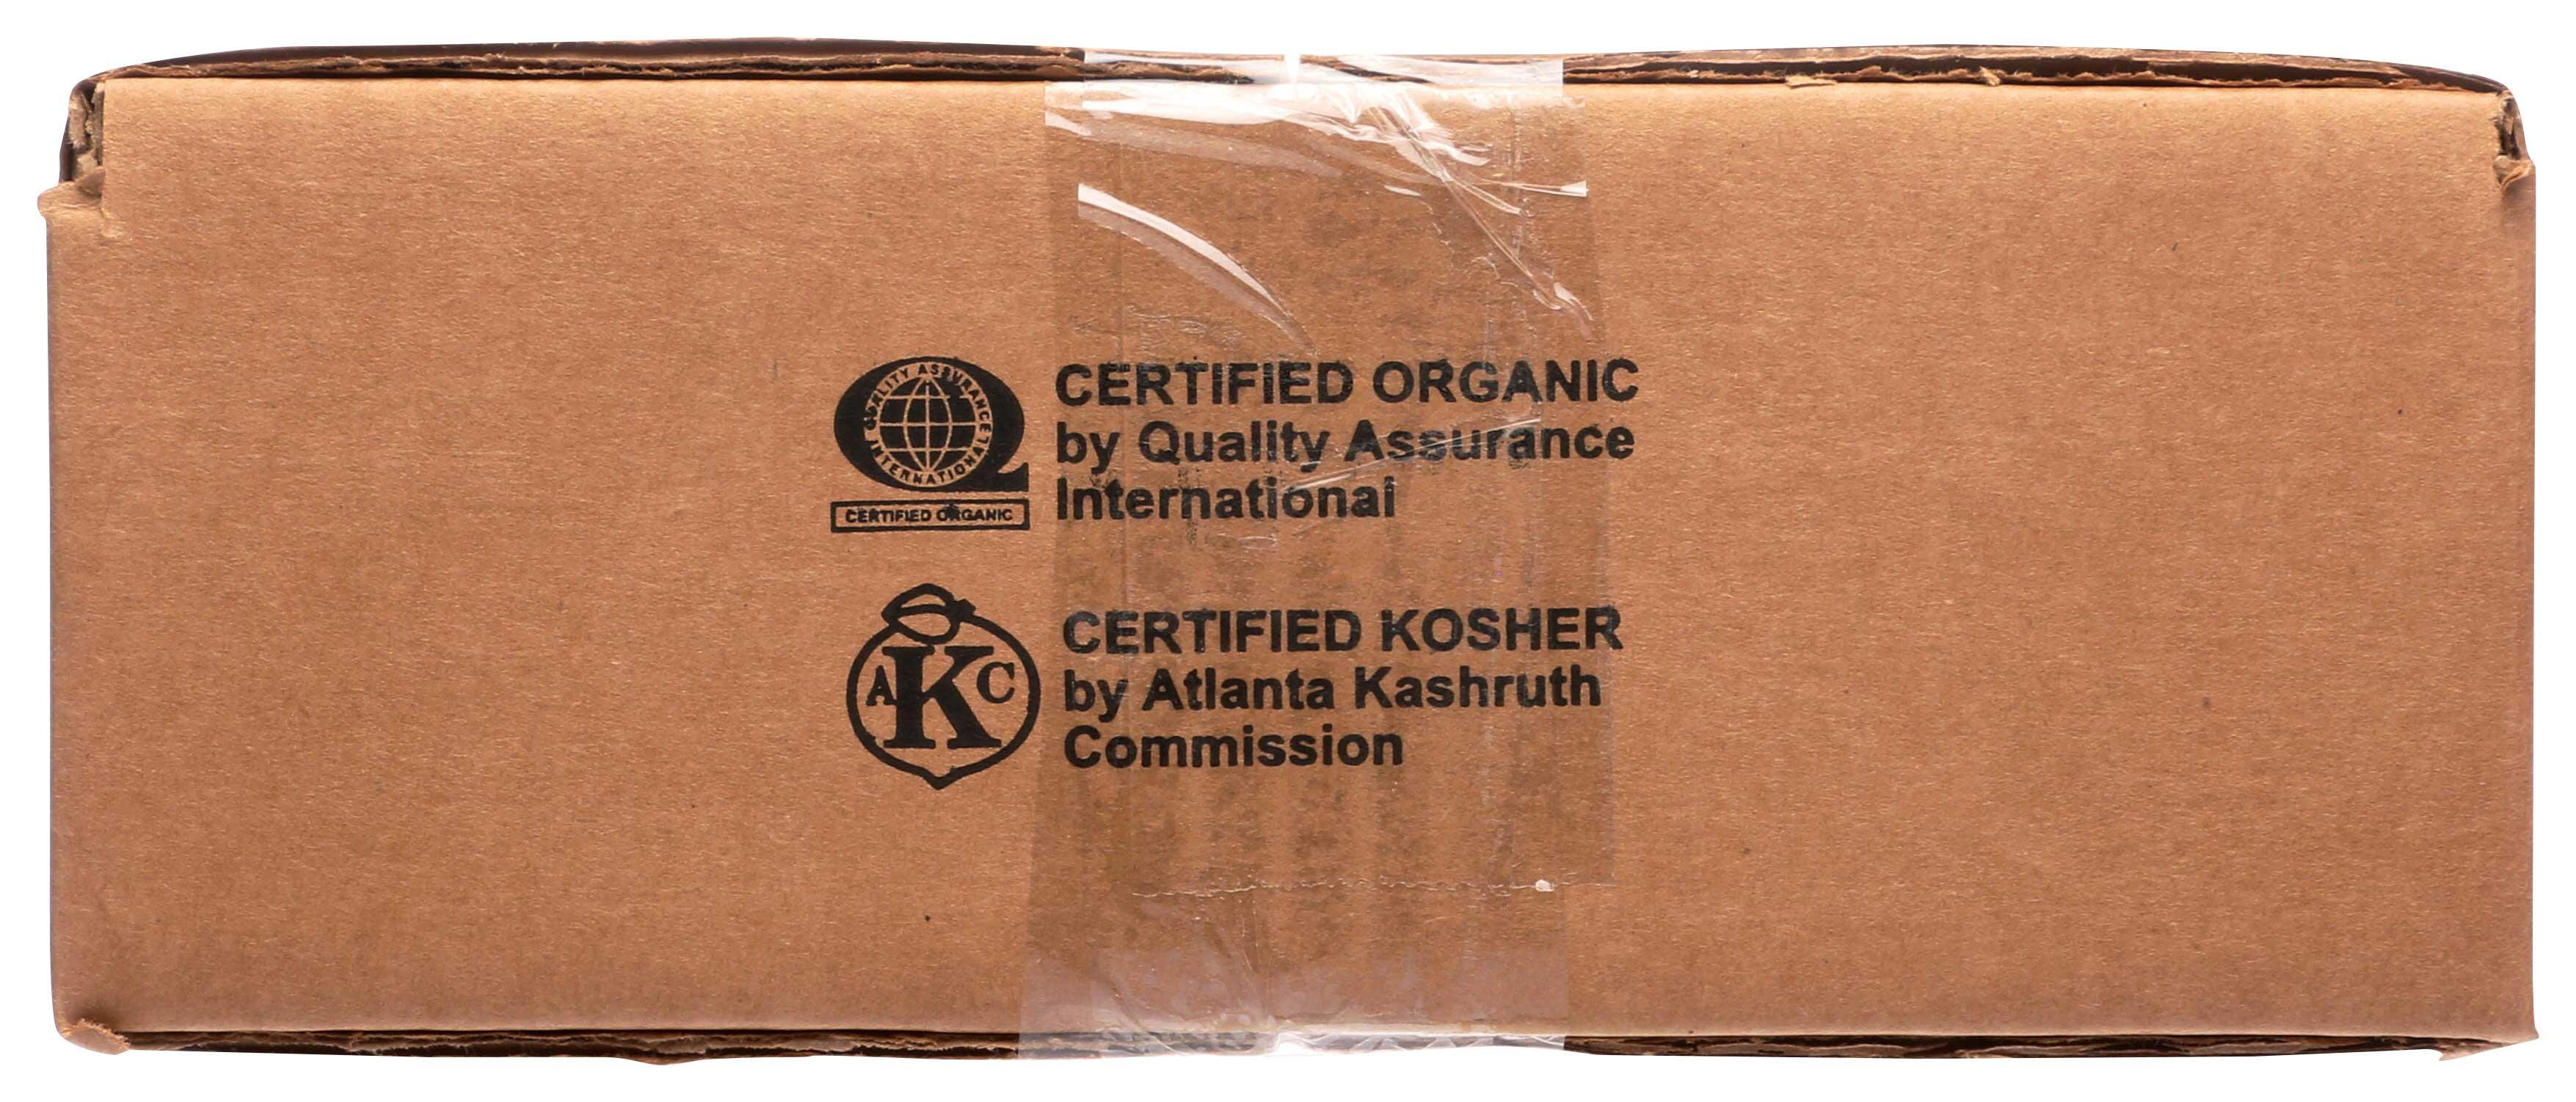 QUALITY ASSURANCE INTERNATIONAL
CERTIFIED ORGANIC
CERTIFIED ORGANIC
by Quality Assurance
International
AKC
CERTIFIED KOSHER
by Atlanta Kashruth
Commission